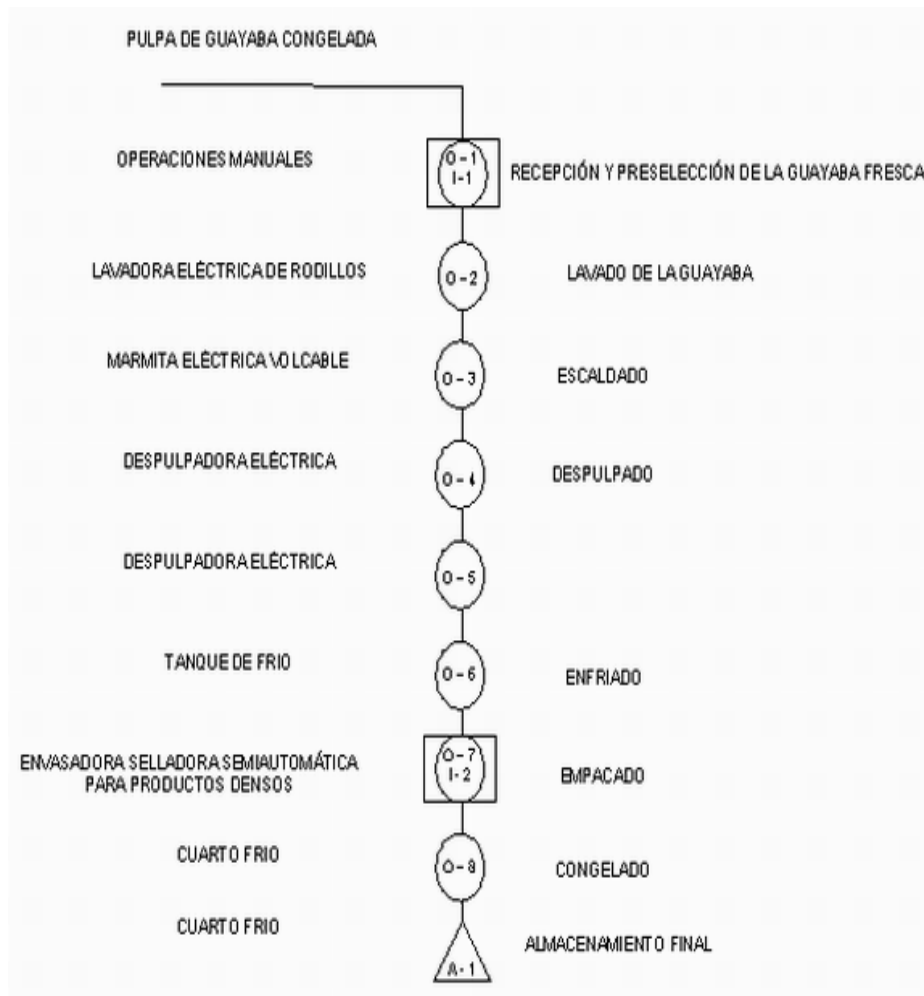 PULPA DE GUAYABA CONGELADA
OPERACIONES MANUALES
O - 1
I - 1
RECEPCIÓN Y PRESELECCIÓN DE LA GUAYABA FRESCA
LAVADORA ELÉCTRICA DE RODILLOS
O - 2
LAVADO DE LA GUAYABA
MARMITA ELÉCTRICA VOLCABLE
O - 3
ESCALDADO
DESPULPADORA ELÉCTRICA
O - 4
DESPULPADO
DESPULPADORA ELÉCTRICA
O - 5
TANQUE DE FRIO
O - 6
ENFRIADO
ENVASADORA SELLADORA SEMIAUTOMÁTICA
PARA PRODUCTOS DENSOS
O - 7
I - 2
EMPACADO
CUARTO FRIO
O - 8
CONGELADO
CUARTO FRIO
A - 1
ALMACENAMIENTO FINAL